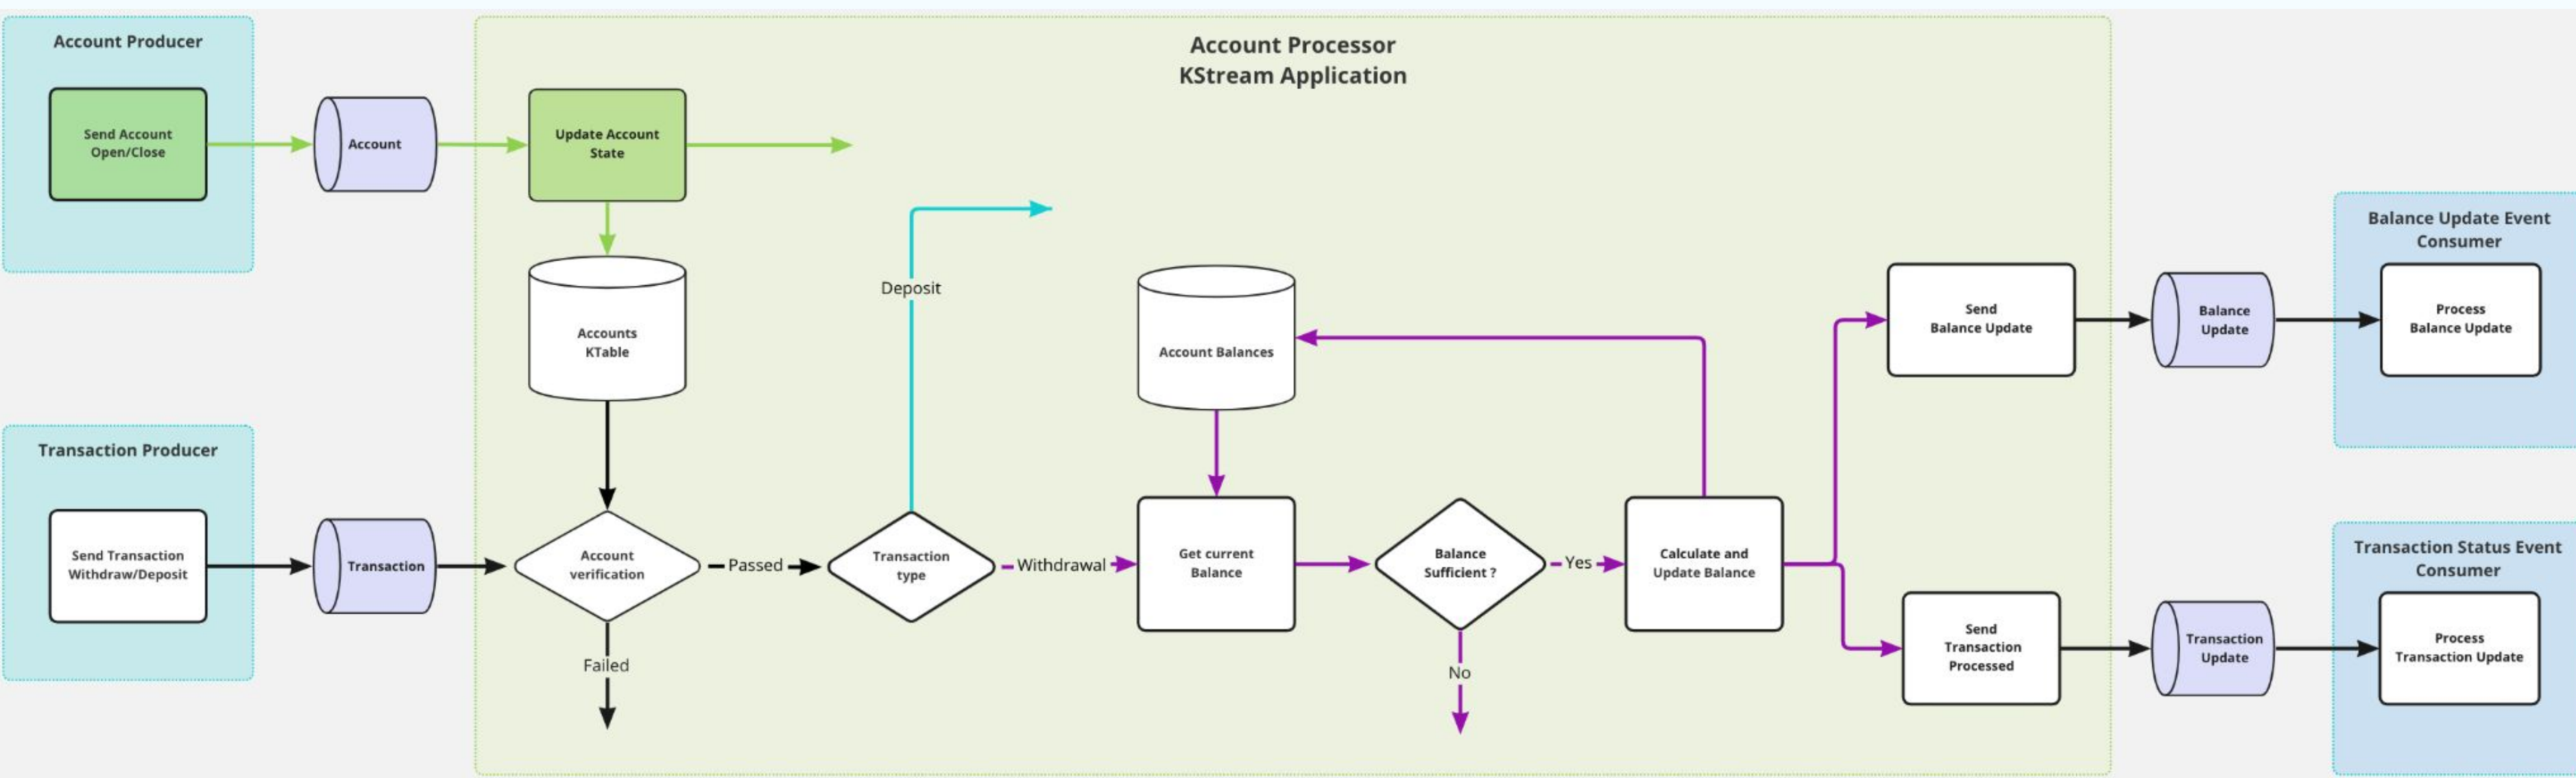 Account Producer
Send Account
Open/Close
Account
Account Processor
KStream Application
Update Account
State
Accounts
KTable
Deposit
Account Balances
Send
Balance Update
Balance
Update
Balance Update Event
Consumer
Process
Balance Update
Transaction Producer
Send Transaction
Withdraw/Deposit
Transaction
Account
verification
Passed
Failed
Transaction
type
Withdrawal
Get current
Balance
Balance
Sufficient ?
Yes
No
Calculate and
Update Balance
Send
Transaction
Processed
Transaction
Update
Transaction Status Event
Consumer
Process
Transaction Update